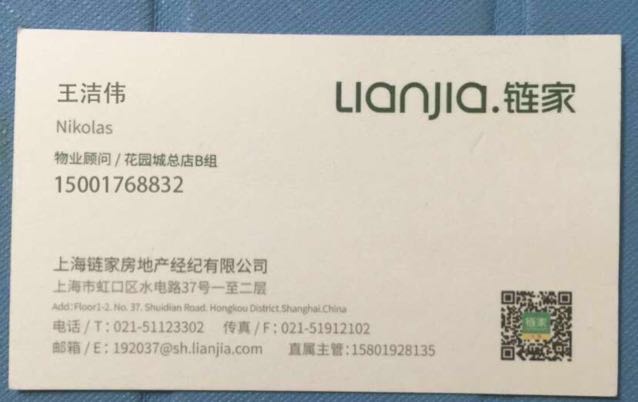 王洁伟
Lianjia.链家
Nikolas
物业顾问 / 花园城总店B组
15001768832
上海链家房地产经纪有限公司
上海市虹口区水电路37号一至二层
Add:Floor1-2. No. 37. Shuidian Road. Hongkou District.Shanghai.China
电话 / T : 021-51123302 传真 / F : 021-51912102
邮箱 / E : 192037@sh.lianjia.com 直属主管:15801928135
链家